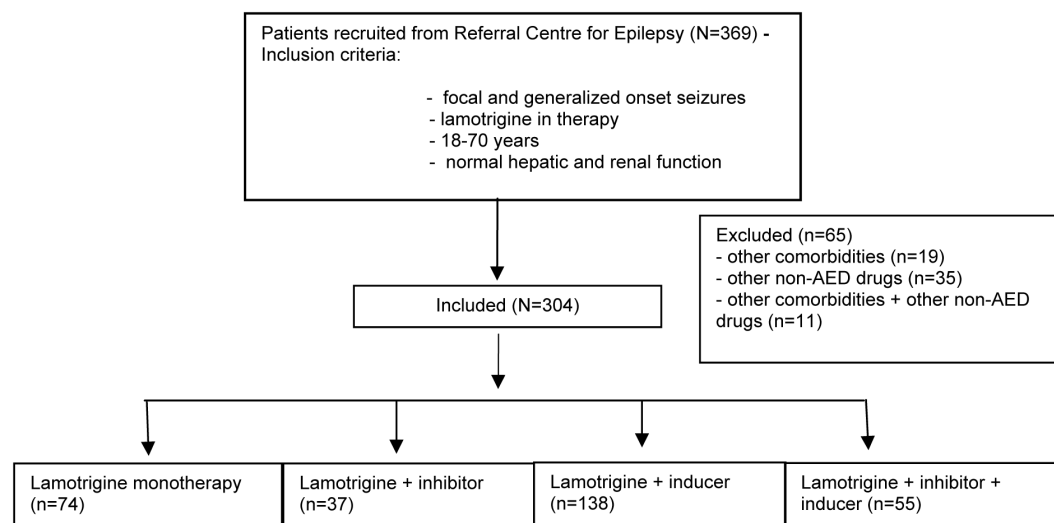 Patients recruited from Referral Centre for Epilepsy (N=369) -
Inclusion criteria:
- focal and generalized onset seizures
- lamotrigine in therapy
- 18-70 years
- normal hepatic and renal function
Excluded (n=65)
- other comorbidities (n=19)
- other non-AED drugs (n=35)
- other comorbidities + other non-AED
drugs (n=11)
Included (N=304)
Lamotrigine monotherapy
(n=74)
Lamotrigine + inhibitor
(n=37)
Lamotrigine + inducer
(n=138)
Lamotrigine + inhibitor +
inducer (n=55)